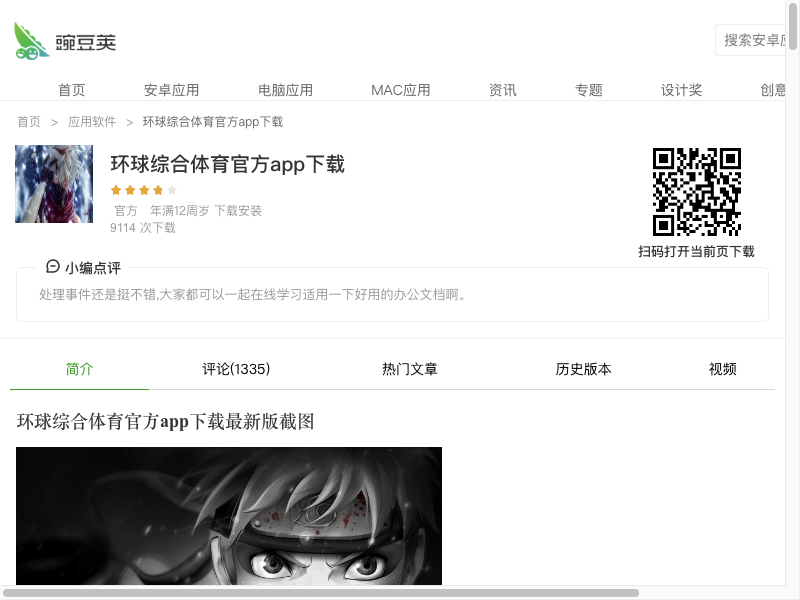 豌豆荚
搜索安卓应
首页 安卓应用 电脑应用 MAC应用 资讯 专题 设计奖 创意
首页 > 应用软件 > 环球综合体育官方app下载
环球综合体育官方app下载
官方 年满12周岁 下载安装
9114 次下载
扫码打开当前页下载
小编点评
处理事件还是挺不错,大家都可以一起在线学习适用一下好用的办公文档啊。
简介 评论(1335) 热门文章 历史版本 视频
环球综合体育官方app下载最新版截图